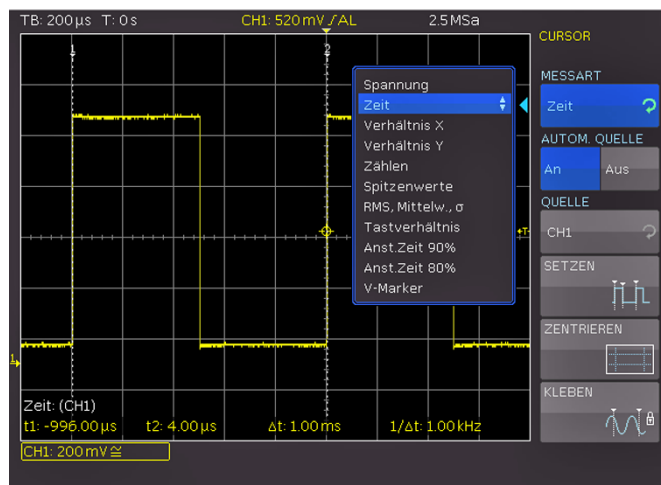 TB: 200 µs T: 0 s CH1: 520 mV / AL 2.5 MSa
CURSOR
1 2
MESSART
Zeit
AUTOM. QUELLE
An Aus
QUELLE
CH1
SETZEN
ZENTRIEREN
KLEBEN
Spannung
Zeit
Verhältnis X
Verhältnis Y
Zählen
Spitzenwerte
RMS, Mittelw., σ
Tastverhältnis
Anst.Zeit 90%
Anst.Zeit 80%
V-Marker
T
1
Zeit: (CH1)
t1: -996.00 µs t2: 4.00 µs Δt: 1.00 ms 1/Δt: 1.00 kHz
CH1: 200 mV ≅